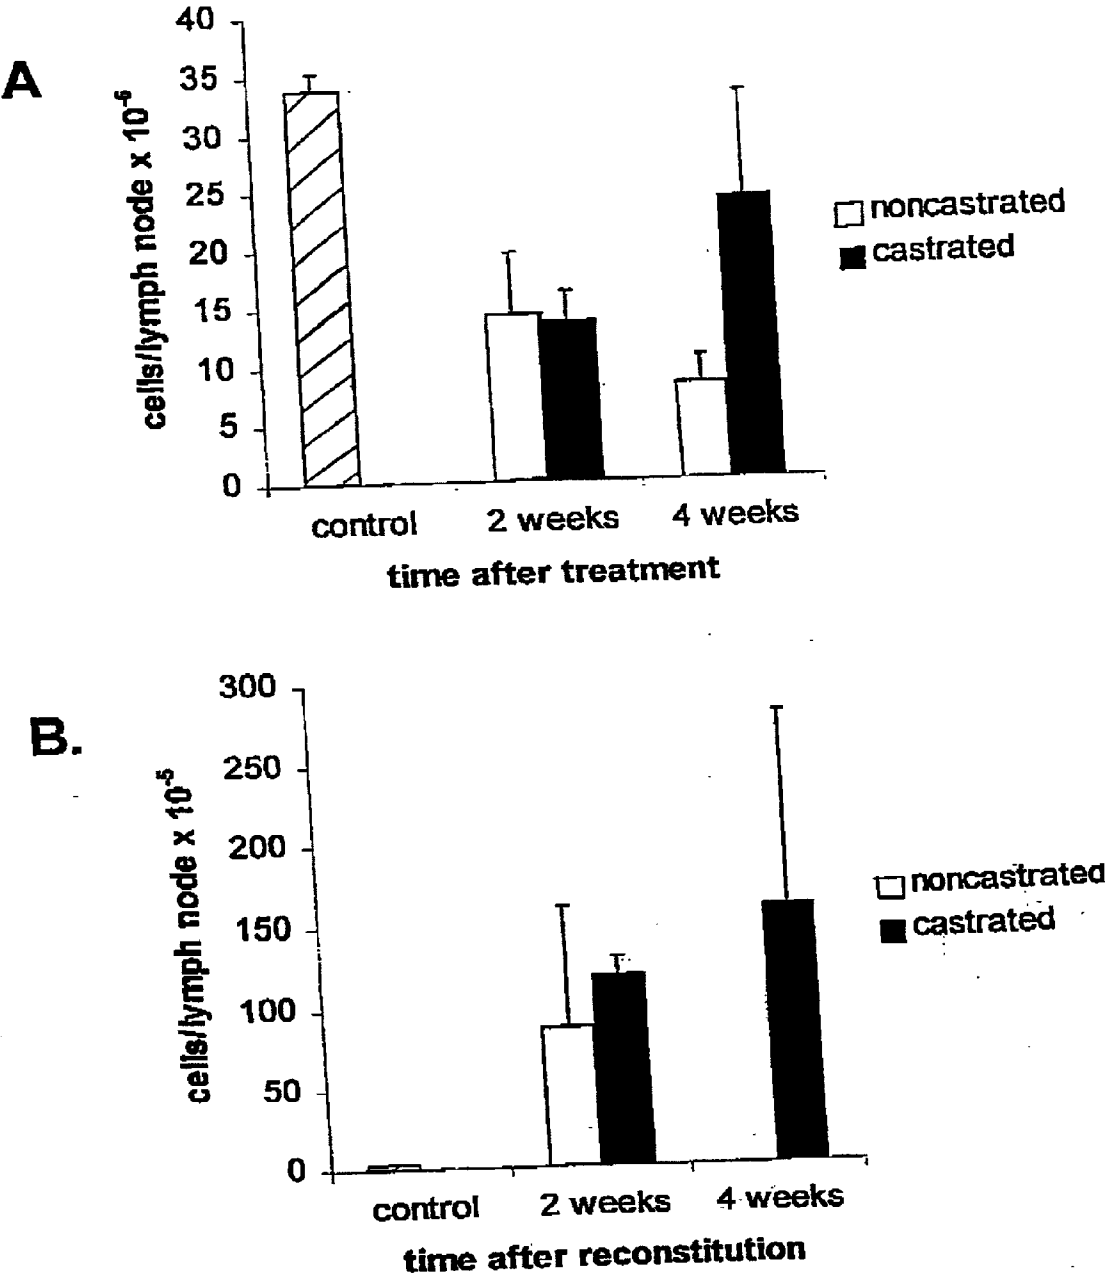 A
40
35
30
25
20
15
10
5
0
cells/lymph node x 10-6
noncastrated
castrated
control 2 weeks 4 weeks
time after treatment
B.
300
250
200
150
100
50
0
cells/lymph node x 10-5
noncastrated
castrated
control 2 weeks 4 weeks
time after reconstitution